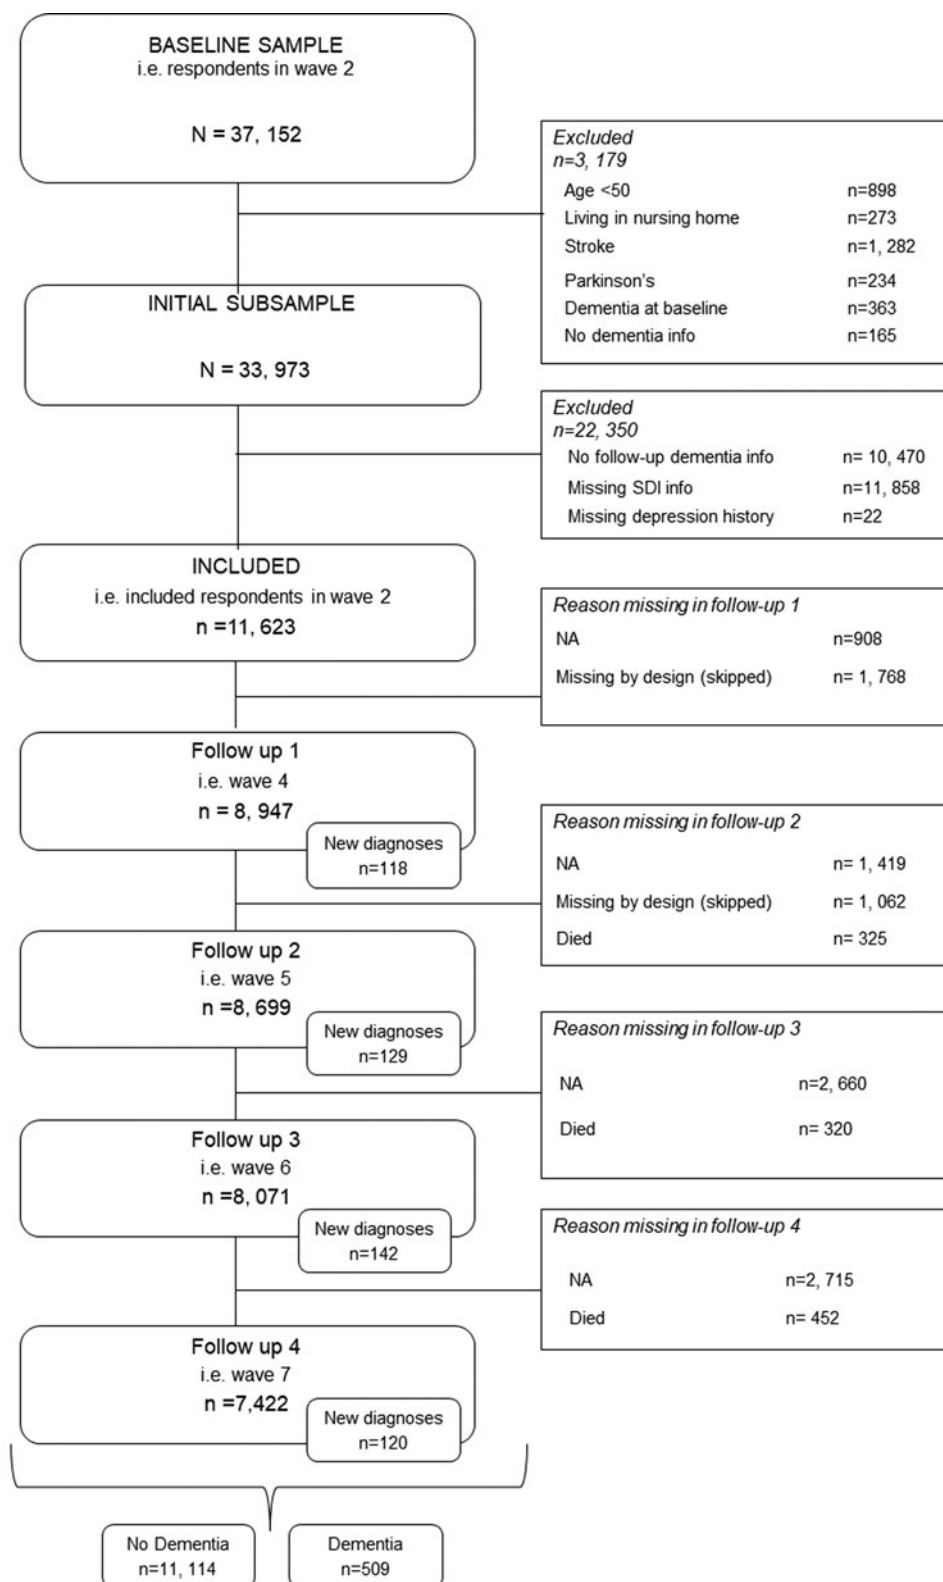 BASELINE SAMPLE
i.e. respondents in wave 2
N = 37, 152
Excluded
n=3, 179
Age <50 n=898
Living in nursing home n=273
Stroke n=1, 282
Parkinson's n=234
Dementia at baseline n=363
No dementia info n=165
INITIAL SUBSAMPLE
N = 33, 973
Excluded
n=22, 350
No follow-up dementia info n= 10, 470
Missing SDI info n=11, 858
Missing depression history n=22
INCLUDED
i.e. included respondents in wave 2
n =11, 623
Reason missing in follow-up 1
NA n=908
Missing by design (skipped) n= 1, 768
Follow up 1
i.e. wave 4
n = 8, 947
New diagnoses
n=118
Reason missing in follow-up 2
NA n= 1, 419
Missing by design (skipped) n= 1, 062
Died n= 325
Follow up 2
i.e. wave 5
n =8, 699
New diagnoses
n=129
Reason missing in follow-up 3
NA n=2, 660
Died n= 320
Follow up 3
i.e. wave 6
n =8, 071
New diagnoses
n=142
Reason missing in follow-up 4
NA n=2, 715
Died n= 452
Follow up 4
i.e. wave 7
n =7,422
New diagnoses
n=120
No Dementia
n=11, 114
Dementia
n=509